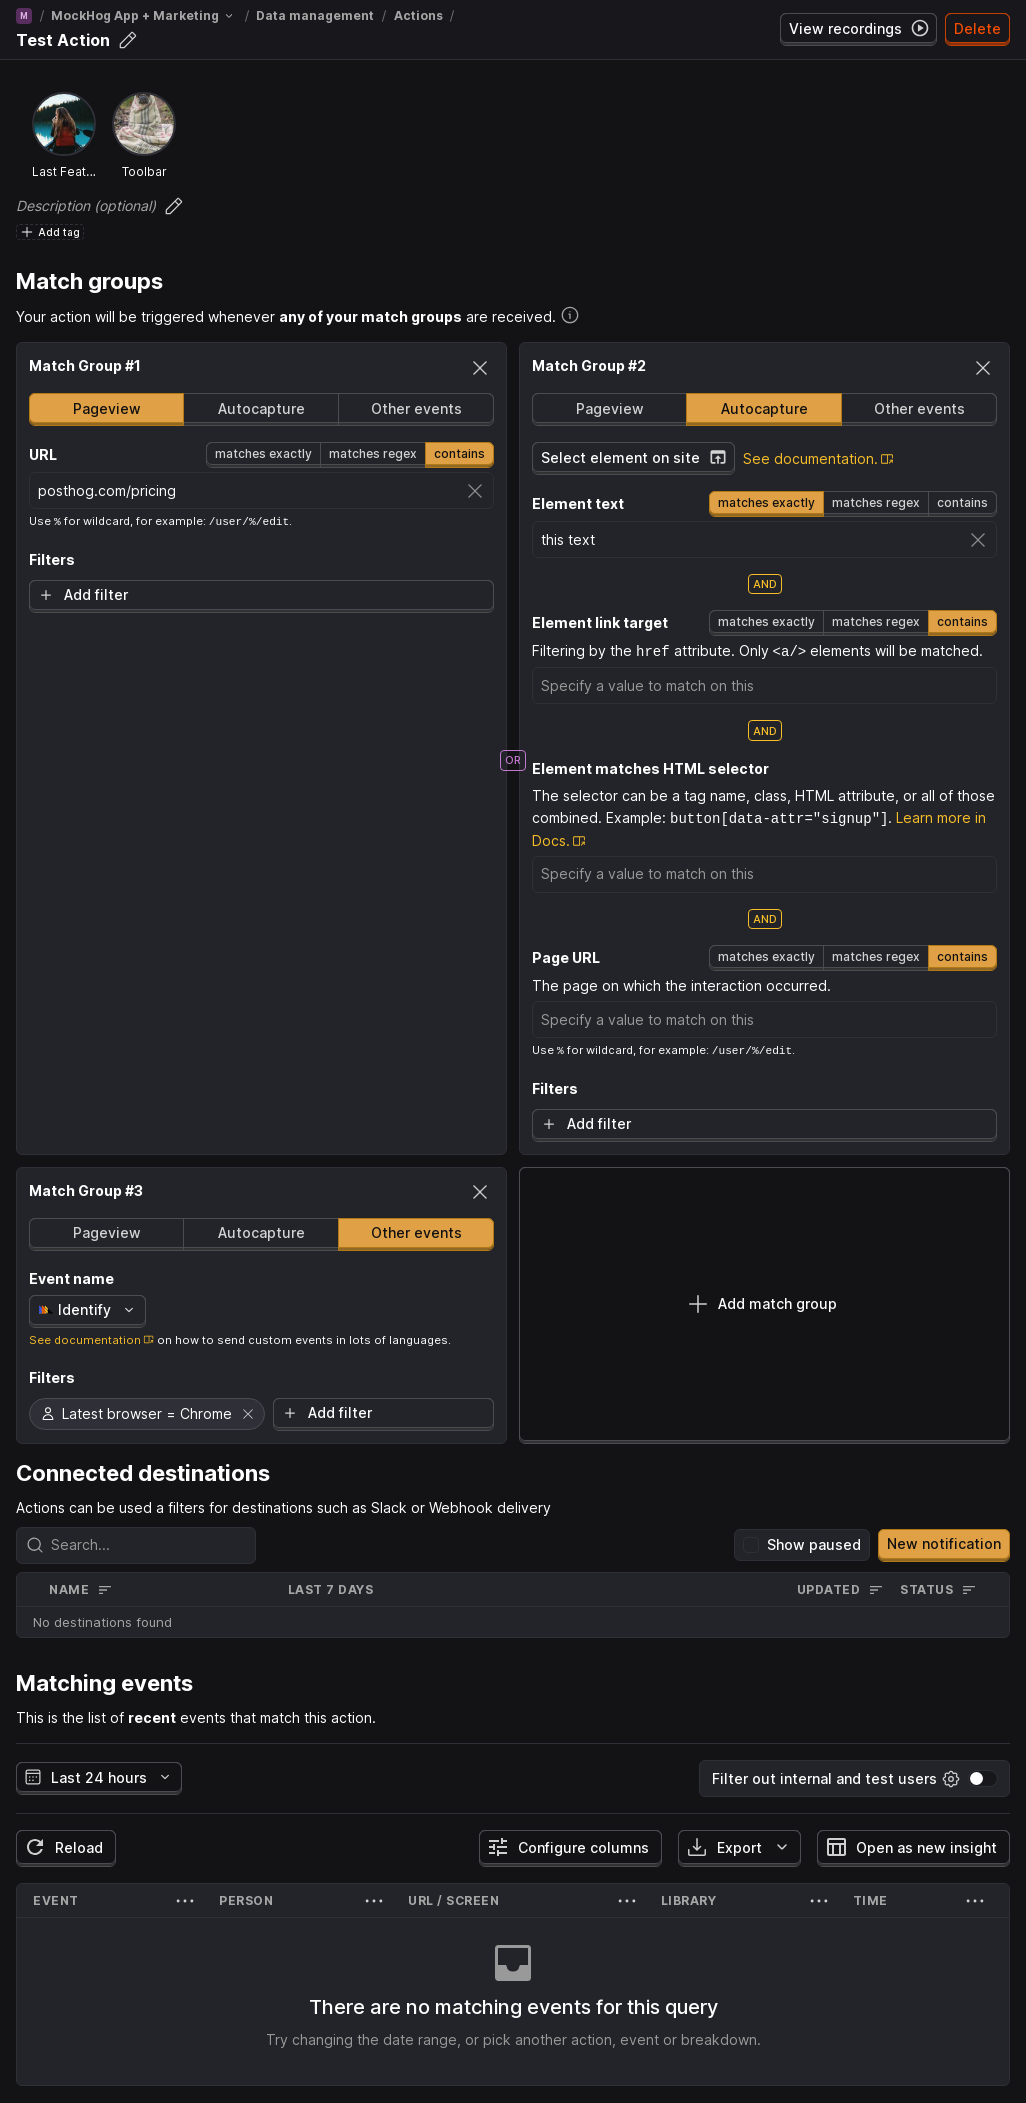 M / MockHog App + Marketing / Data management / Actions /
Test Action
View recordings
Delete
Last Feat...
Toolbar
Description (optional)
Add tag
Match groups
Your action will be triggered whenever any of your match groups are received.
Match Group #1
Pageview
Autocapture
Other events
URL
matches exactly
matches regex
contains
posthog.com/pricing
Use % for wildcard, for example: /user/%/edit.
Filters
Add filter
OR
Match Group #2
Pageview
Autocapture
Other events
Select element on site
See documentation.
Element text
matches exactly
matches regex
contains
this text
AND
Element link target
matches exactly
matches regex
contains
Filtering by the href attribute. Only <a/> elements will be matched.
Specify a value to match on this
AND
Element matches HTML selector
The selector can be a tag name, class, HTML attribute, or all of those
combined. Example: button[data-attr="signup"]. Learn more in
Docs.
Specify a value to match on this
AND
Page URL
matches exactly
matches regex
contains
The page on which the interaction occurred.
Specify a value to match on this
Use % for wildcard, for example: /user/%/edit.
Filters
Add filter
Match Group #3
Pageview
Autocapture
Other events
Event name
Identify
See documentation on how to send custom events in lots of languages.
Filters
Latest browser = Chrome
Add filter
Add match group
Connected destinations
Actions can be used a filters for destinations such as Slack or Webhook delivery
Search...
Show paused
New notification
NAME
LAST 7 DAYS
UPDATED
STATUS
No destinations found
Matching events
This is the list of recent events that match this action.
Last 24 hours
Filter out internal and test users
Reload
Configure columns
Export
Open as new insight
EVENT
PERSON
URL / SCREEN
LIBRARY
TIME
There are no matching events for this query
Try changing the date range, or pick another action, event or breakdown.